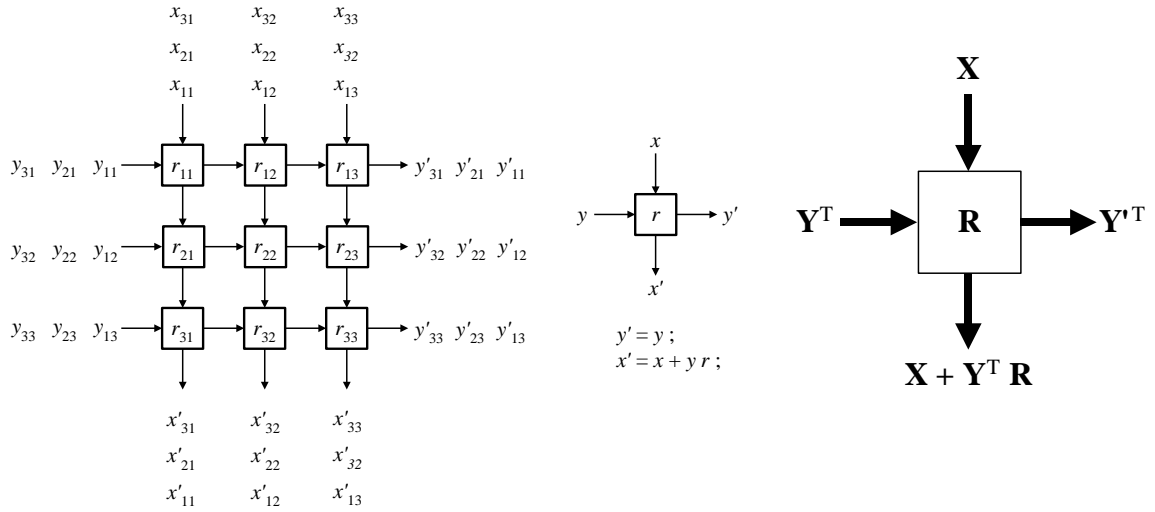 x₃₁ x₃₂ x₃₃
x₂₁ x₂₂ x₃₂
x₁₁ x₁₂ x₁₃
y₃₁ y₂₁ y₁₁ r₁₁ r₁₂ r₁₃ y′₃₁ y′₂₁ y′₁₁
y₃₂ y₂₂ y₁₂ r₂₁ r₂₂ r₂₃ y′₃₂ y′₂₂ y′₁₂
y₃₃ y₂₃ y₁₃ r₃₁ r₃₂ r₃₃ y′₃₃ y′₂₃ y′₁₃
x′₃₁ x′₃₂ x′₃₃
x′₂₁ x′₂₂ x′₃₂
x′₁₁ x′₁₂ x′₁₃
x
y r y′
x′
y′ = y ;
x′ = x + y r ;
X
Yᵀ R Y'ᵀ
X + Yᵀ R